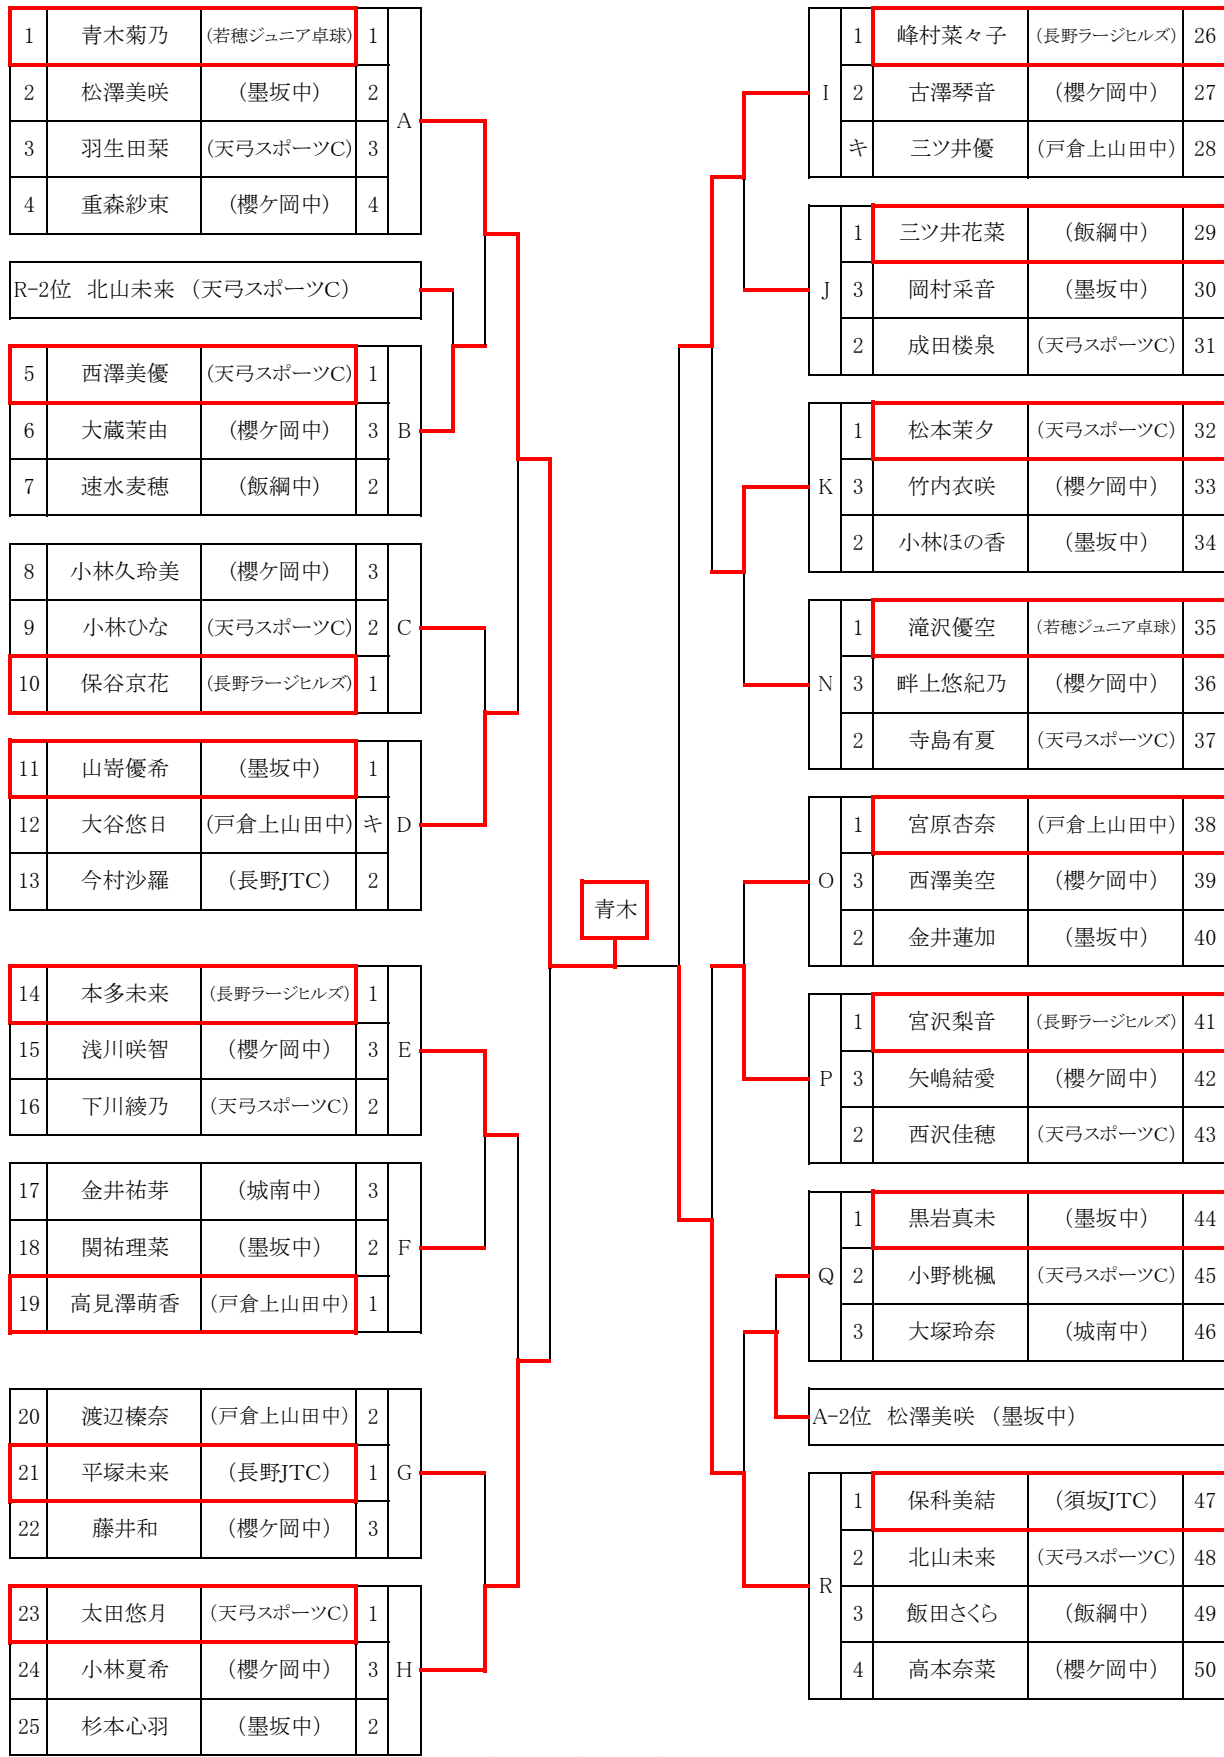 1 青木菊乃 (若穂ジュニア卓球) 1
2 松澤美咲 (墨坂中) 2
A
3 羽生田栞 (天弓スポーツC) 3
4 重森紗束 (櫻ケ岡中) 4
R-2位 北山未来 (天弓スポーツC)
5 西澤美優 (天弓スポーツC) 1
6 大蔵茉由 (櫻ケ岡中) 3 B
7 速水麦穂 (飯綱中) 2
8 小林久玲美 (櫻ケ岡中) 3
9 小林ひな (天弓スポーツC) 2 C
10 保谷京花 (長野ラージヒルズ) 1
11 山嵜優希 (墨坂中) 1
12 大谷悠日 (戸倉上山田中) キ D
13 今村沙羅 (長野JTC) 2
14 本多未来 (長野ラージヒルズ) 1
15 浅川咲智 (櫻ケ岡中) 3 E
16 下川綾乃 (天弓スポーツC) 2
17 金井祐芽 (城南中) 3
18 関祐理菜 (墨坂中) 2 F
19 高見澤萌香 (戸倉上山田中) 1
20 渡辺榛奈 (戸倉上山田中) 2
21 平塚未来 (長野JTC) 1 G
22 藤井和 (櫻ケ岡中) 3
23 太田悠月 (天弓スポーツC) 1
24 小林夏希 (櫻ケ岡中) 3 H
25 杉本心羽 (墨坂中) 2
青木
1 峰村菜々子 (長野ラージヒルズ) 26
I 2 古澤琴音 (櫻ケ岡中) 27
キ 三ツ井優 (戸倉上山田中) 28
1 三ツ井花菜 (飯綱中) 29
J 3 岡村采音 (墨坂中) 30
2 成田楼泉 (天弓スポーツC) 31
1 松本茉夕 (天弓スポーツC) 32
K 3 竹内衣咲 (櫻ケ岡中) 33
2 小林ほの香 (墨坂中) 34
1 滝沢優空 (若穂ジュニア卓球) 35
N 3 畔上悠紀乃 (櫻ケ岡中) 36
2 寺島有夏 (天弓スポーツC) 37
1 宮原杏奈 (戸倉上山田中) 38
O 3 西澤美空 (櫻ケ岡中) 39
2 金井蓮加 (墨坂中) 40
1 宮沢梨音 (長野ラージヒルズ) 41
P 3 矢嶋結愛 (櫻ケ岡中) 42
2 西沢佳穂 (天弓スポーツC) 43
1 黒岩真未 (墨坂中) 44
Q 2 小野桃楓 (天弓スポーツC) 45
3 大塚玲奈 (城南中) 46
A-2位 松澤美咲 (墨坂中)
1 保科美結 (須坂JTC) 47
2 北山未来 (天弓スポーツC) 48
R
3 飯田さくら (飯綱中) 49
4 高本奈菜 (櫻ケ岡中) 50